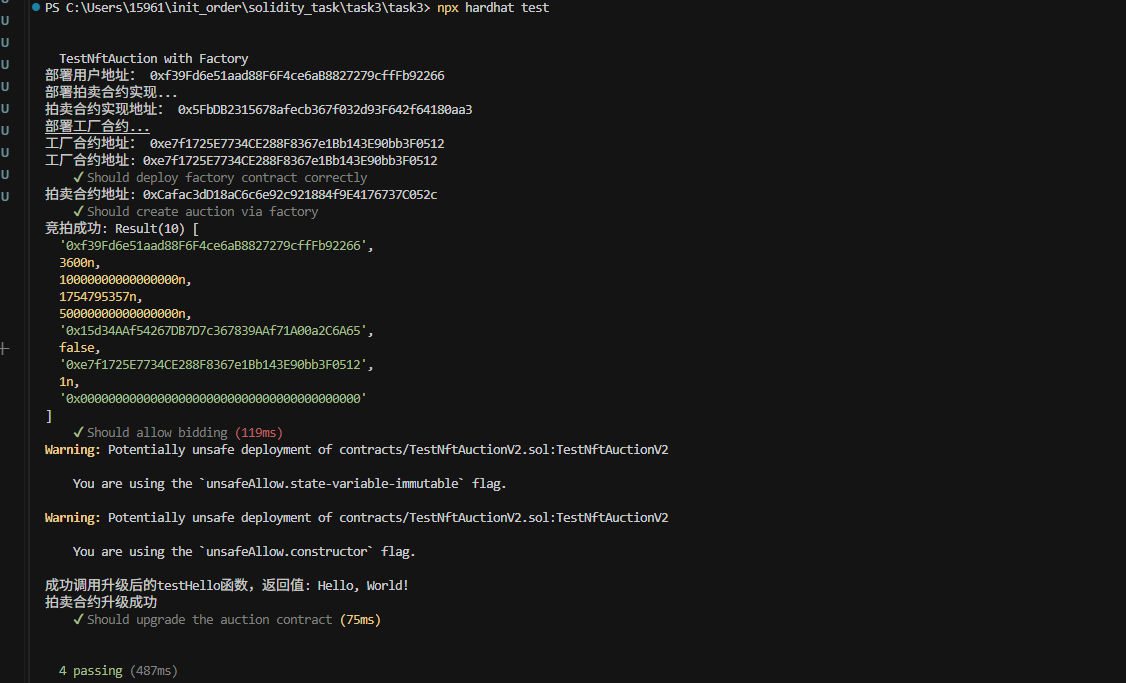 U
U
U
U
U
U
U
U
U
PS C:\Users\15961\init_order\solidity_task\task3\task3> npx hardhat test
TestNftAuction with Factory
部署用户地址： 0xf39Fd6e51aad88F6F4ce6aB8827279cffFb92266
部署拍卖合约实现...
拍卖合约实现地址： 0x5FbDB2315678afecb367f032d93F642f64180aa3
部署工厂合约...
工厂合约地址： 0xe7f1725E7734CE288F8367e1Bb143E90bb3F0512
工厂合约地址: 0xe7f1725E7734CE288F8367e1Bb143E90bb3F0512
✓ Should deploy factory contract correctly
拍卖合约地址: 0xCafac3dD18aC6c6e92c921884f9E4176737C052c
✓ Should create auction via factory
竞拍成功: Result(10) [
'0xf39Fd6e51aad88F6F4ce6aB8827279cffFb92266',
3600n,
10000000000000000n,
1754795357n,
50000000000000000n,
'0x15d34AAf54267DB7D7c367839AAf71A00a2C6A65',
false,
'0xe7f1725E7734CE288F8367e1Bb143E90bb3F0512',
1n,
'0x0000000000000000000000000000000000000000'
]
✓ Should allow bidding (119ms)
Warning: Potentially unsafe deployment of contracts/TestNftAuctionV2.sol:TestNftAuctionV2
You are using the `unsafeAllow.state-variable-immutable` flag.
Warning: Potentially unsafe deployment of contracts/TestNftAuctionV2.sol:TestNftAuctionV2
You are using the `unsafeAllow.constructor` flag.
成功调用升级后的testHello函数，返回值: Hello, World!
拍卖合约升级成功
✓ Should upgrade the auction contract (75ms)
4 passing (487ms)